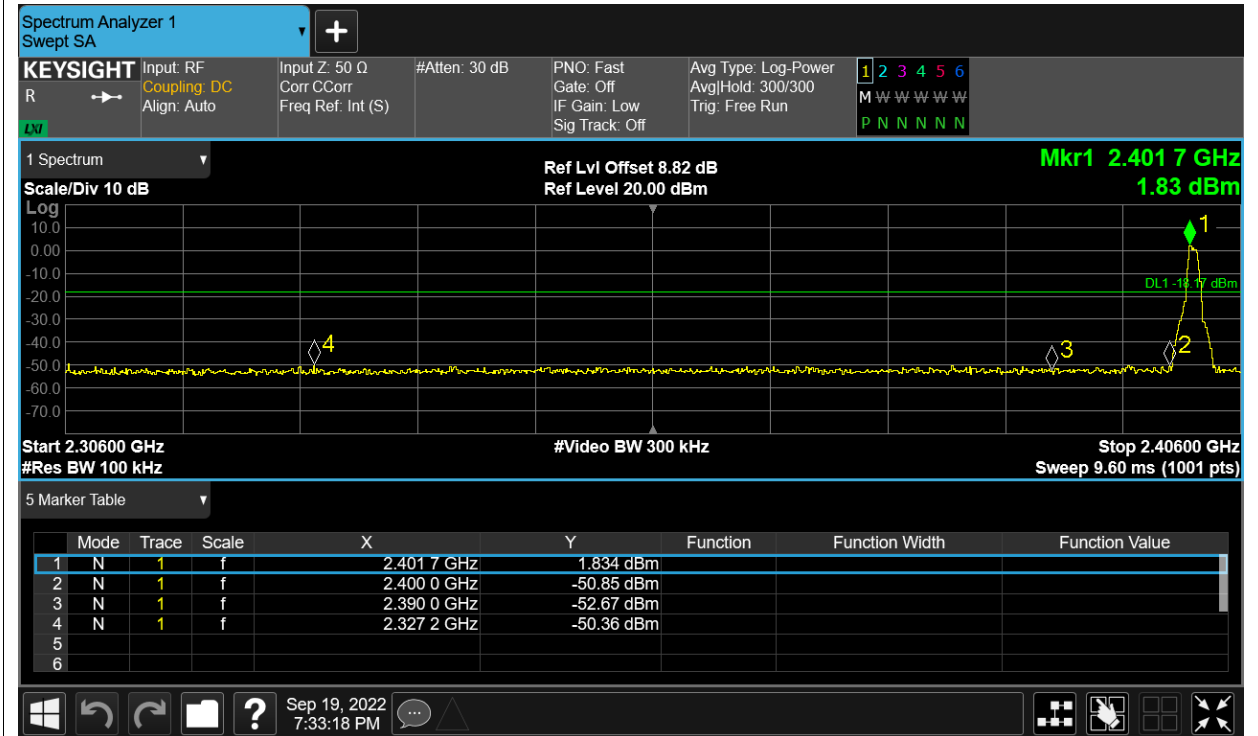 Spectrum Analyzer 1
Swept SA
KEYSIGHT
R
LXI
Input: RF
Coupling: DC
Align: Auto
Input Z: 50 Ω
Corr CCorr
Freq Ref: Int (S)
#Atten: 30 dB
PNO: Fast
Gate: Off
IF Gain: Low
Sig Track: Off
Avg Type: Log-Power
Avg|Hold: 300/300
Trig: Free Run
1 2 3 4 5 6
M W W W W W
P N N N N N
1 Spectrum
Scale/Div 10 dB
Ref Lvl Offset 8.82 dB
Ref Level 20.00 dBm
Mkr1 2.401 7 GHz
1.83 dBm
Log
10.0
0.00
-10.0
-20.0
-30.0
-40.0
-50.0
-60.0
-70.0
1
DL1 -18.17 dBm
4
3
2
Start 2.30600 GHz
#Video BW 300 kHz
Stop 2.40600 GHz
#Res BW 100 kHz
Sweep 9.60 ms (1001 pts)
5 Marker Table
Mode Trace Scale X Y Function Function Width Function Value
1 N 1 f 2.401 7 GHz 1.834 dBm
2 N 1 f 2.400 0 GHz -50.85 dBm
3 N 1 f 2.390 0 GHz -52.67 dBm
4 N 1 f 2.327 2 GHz -50.36 dBm
5
6
?
Sep 19, 2022
7:33:18 PM